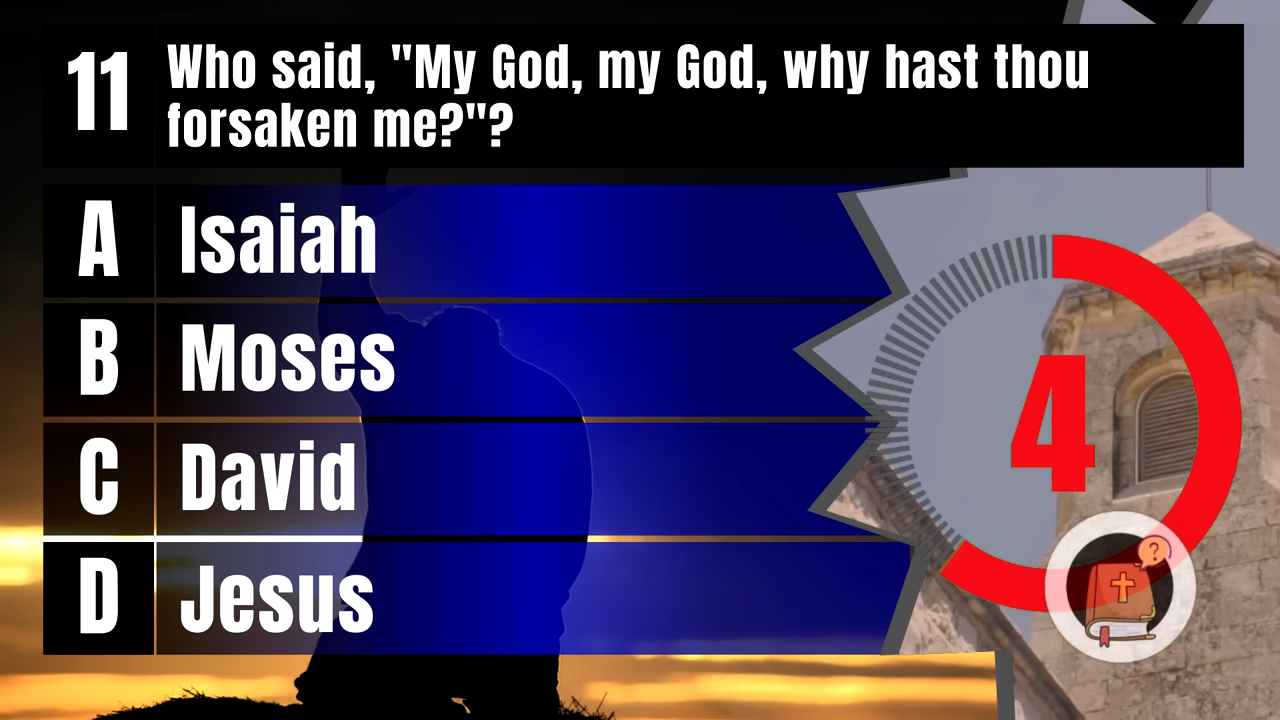 11
Who said, "My God, my God, why hast thou
forsaken me?"?
A Isaiah
B Moses
C David
D Jesus
4
?